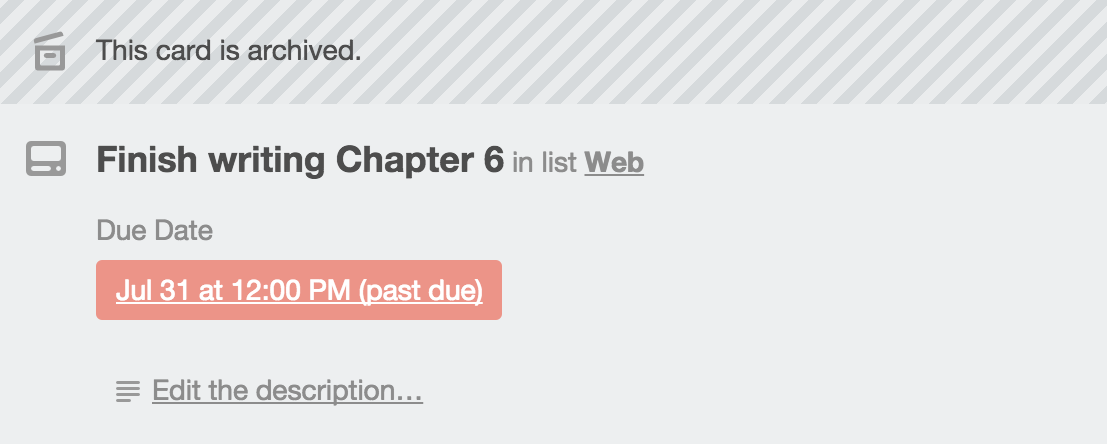 This card is archived.
Finish writing Chapter 6 in list Web
Due Date
Jul 31 at 12:00 PM (past due)
Edit the description…